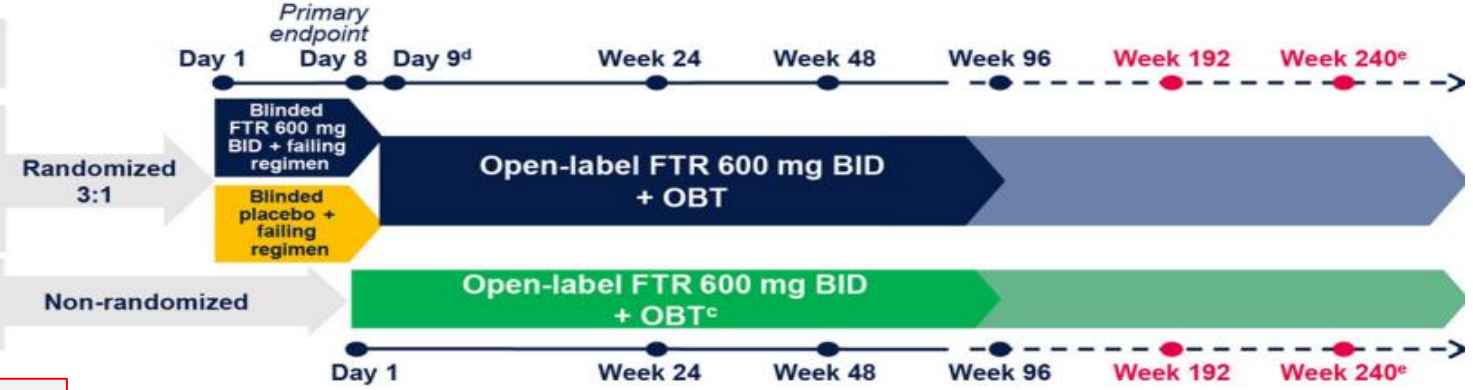 Primary
endpoint
Day 1 Day 8 Day 9ᵈ Week 24 Week 48 Week 96 Week 192 Week 240ᵉ
Randomized
3:1
Blinded
FTR 600 mg
BID + failing
regimen
Blinded
placebo +
failing
regimen
Open-label FTR 600 mg BID
+ OBT
Non-randomized
Open-label FTR 600 mg BID
+ OBTᶜ
Day 1 Week 24 Week 48 Week 96 Week 192 Week 240ᵉ